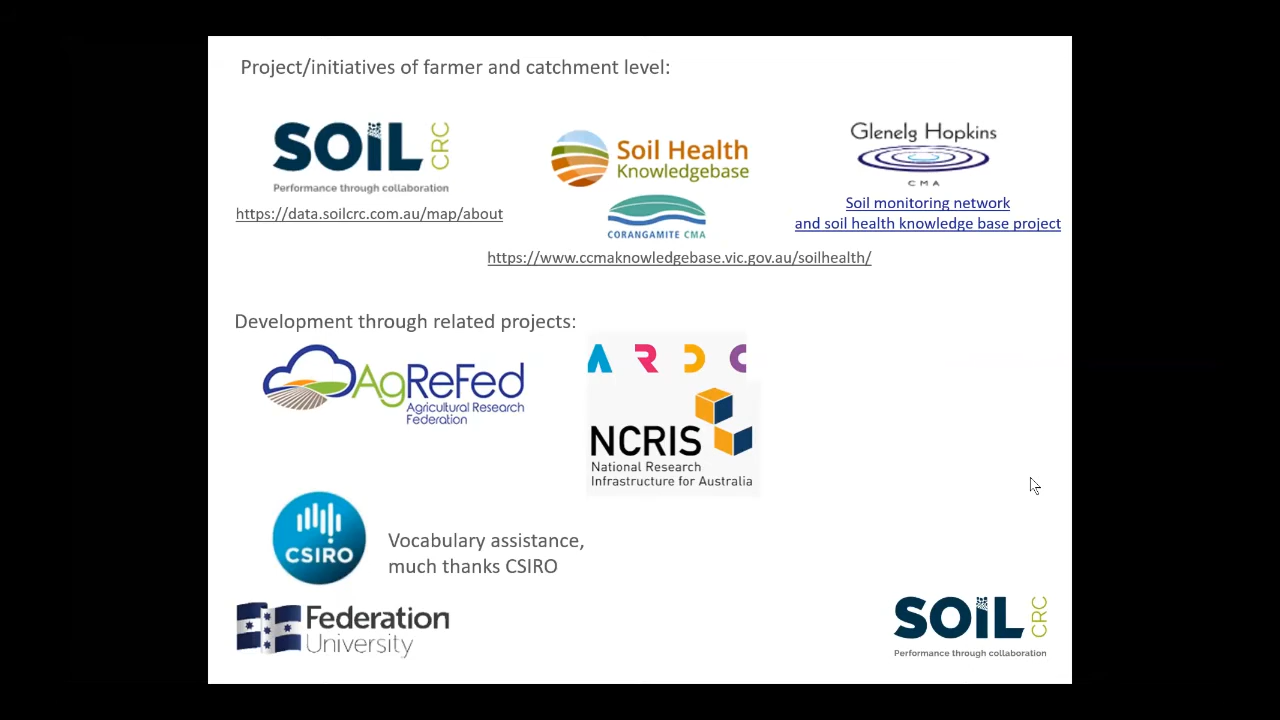 Project/initiatives of farmer and catchment level:
SOIL CRC
Performance through collaboration
https://data.soilcrc.com.au/map/about
Soil Health
Knowledgebase
CORANGAMITE CMA
https://www.ccmaknowledgebase.vic.gov.au/soilhealth/
Glenelg Hopkins
CMA
Soil monitoring network
and soil health knowledge base project
Development through related projects:
AgReFed
Agricultural Research
Federation
ARDC
NCRIS
National Research
Infrastructure for Australia
CSIRO
Vocabulary assistance,
much thanks CSIRO
Federation
University
SOIL CRC
Performance through collaboration